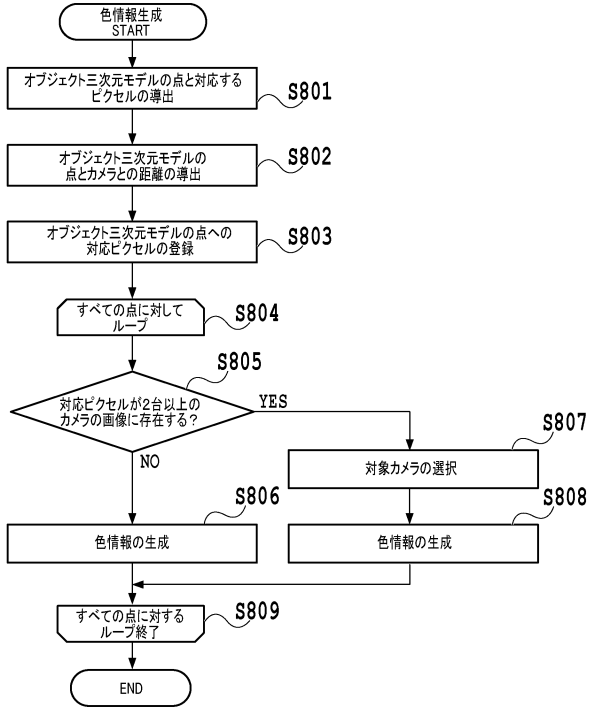 色情報生成
START
オブジェクト三次元モデルの点と対応する
ピクセルの導出
S801
オブジェクト三次元モデルの
点とカメラとの距離の導出
S802
オブジェクト三次元モデルの点への
対応ピクセルの登録
S803
すべての点に対して
ループ
S804
S805
対応ピクセルが2台以上の
カメラの画像に存在する?
YES
NO
S807
対象カメラの選択
S806
色情報の生成
S808
色情報の生成
すべての点に対する
ループ終了
S809
END